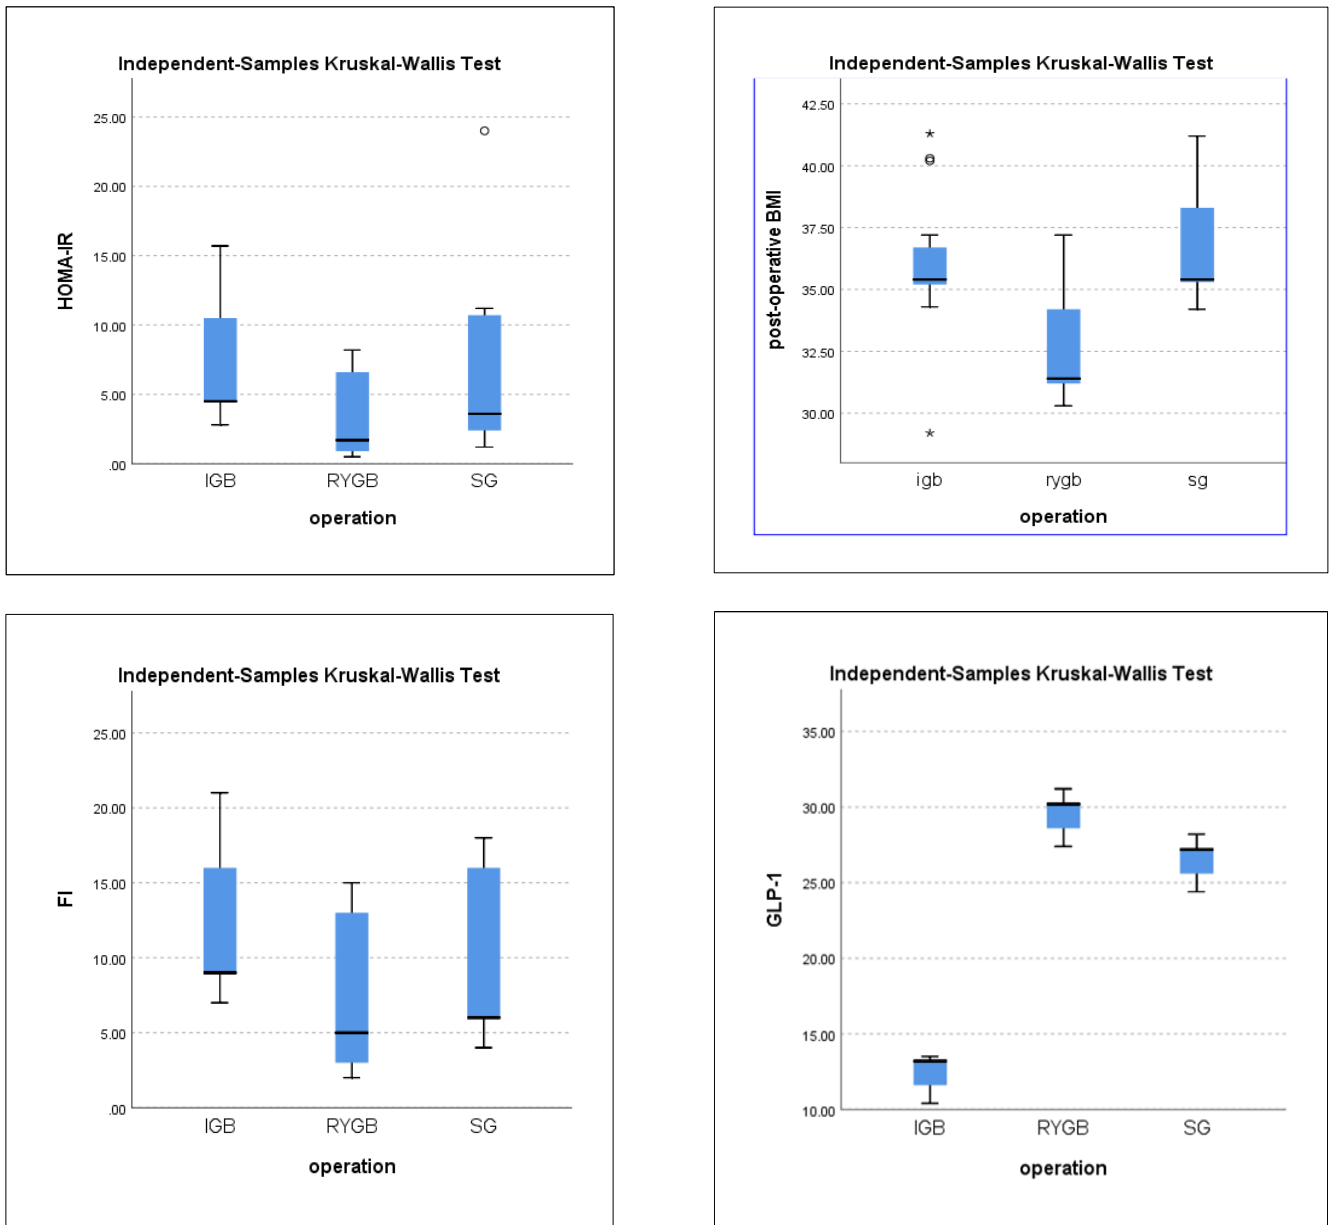 Independent-Samples Kruskal-Wallis Test
25.00
20.00
15.00
10.00
5.00
.00
HOMA-IR
IGB RYGB SG
operation
Independent-Samples Kruskal-Wallis Test
42.50
40.00
37.50
35.00
32.50
30.00
post-operative BMI
igb rygb sg
operation
Independent-Samples Kruskal-Wallis Test
25.00
20.00
15.00
10.00
5.00
.00
FI
IGB RYGB SG
operation
Independent-Samples Kruskal-Wallis Test
35.00
30.00
25.00
20.00
15.00
10.00
GLP-1
IGB RYGB SG
operation